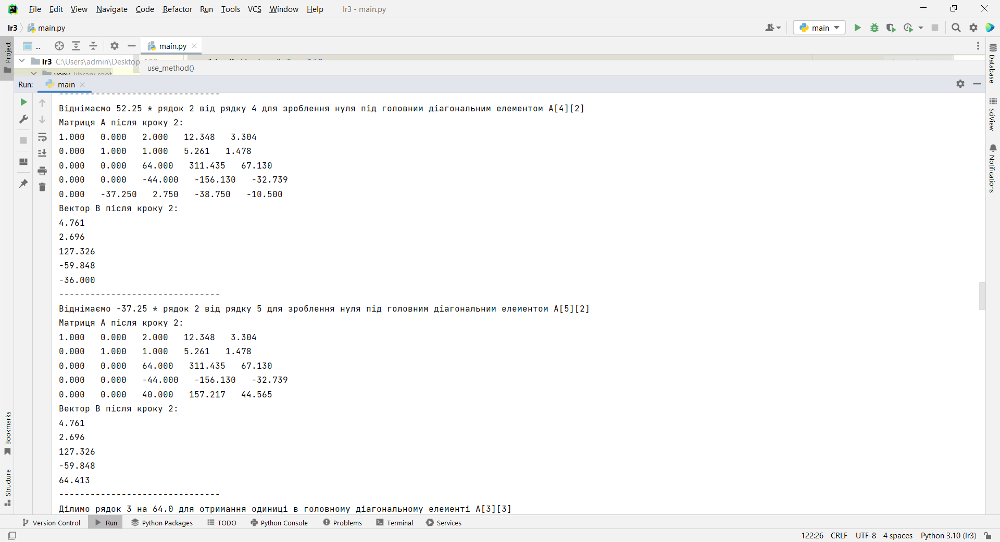 File Edit View Navigate Code Refactor Run Tools VCS Window Help lr3 - main.py
lr3 main.py main
Project ... main.py
lr3 C:\Users\admin\Desktop
venv library root use_method()
Run: main
Віднімаємо 52.25 * рядок 2 від рядку 4 для зроблення нуля під головним діагональним елементом A[4][2]
Матриця A після кроку 2:
1.000 0.000 2.000 12.348 3.304
0.000 1.000 1.000 5.261 1.478
0.000 0.000 64.000 311.435 67.130
0.000 0.000 -44.000 -156.130 -32.739
0.000 -37.250 2.750 -38.750 -10.500
Вектор B після кроку 2:
4.761
2.696
127.326
-59.848
-36.000
-------------------------------
Віднімаємо -37.25 * рядок 2 від рядку 5 для зроблення нуля під головним діагональним елементом A[5][2]
Матриця A після кроку 2:
1.000 0.000 2.000 12.348 3.304
0.000 1.000 1.000 5.261 1.478
0.000 0.000 64.000 311.435 67.130
0.000 0.000 -44.000 -156.130 -32.739
0.000 0.000 40.000 157.217 44.565
Вектор B після кроку 2:
4.761
2.696
127.326
-59.848
64.413
-------------------------------
Ділимо рядок 3 на 64.0 для отримання одиниці в головному діагональному елементі A[3][3]
Database
SciView
Notifications
Bookmarks
Structure
Version Control Run Python Packages TODO Python Console Problems Terminal Services
122:26 CRLF UTF-8 4 spaces Python 3.10 (lr3)